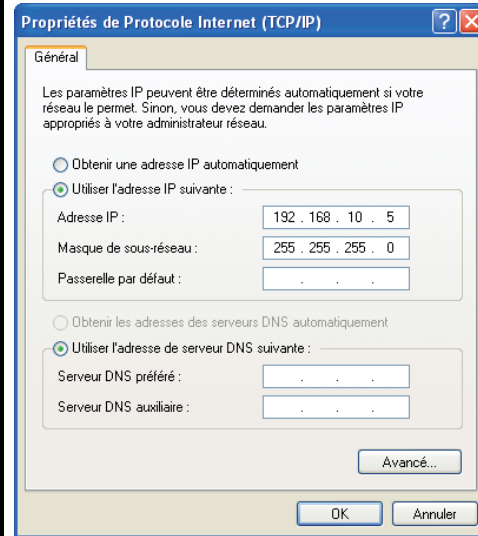 Propriétés de Protocole Internet (TCP/IP)
Général
Les paramètres IP peuvent être déterminés automatiquement si votre
réseau le permet. Sinon, vous devez demander les paramètres IP
appropriés à votre administrateur réseau.
Obtenir une adresse IP automatiquement
Utiliser l'adresse IP suivante :
Adresse IP : 192 . 168 . 10 . 5
Masque de sous-réseau : 255 . 255 . 255 . 0
Passerelle par défaut : . . .
Obtenir les adresses des serveurs DNS automatiquement
Utiliser l'adresse de serveur DNS suivante :
Serveur DNS préféré : . . .
Serveur DNS auxiliaire : . . .
Avancé...
OK Annuler